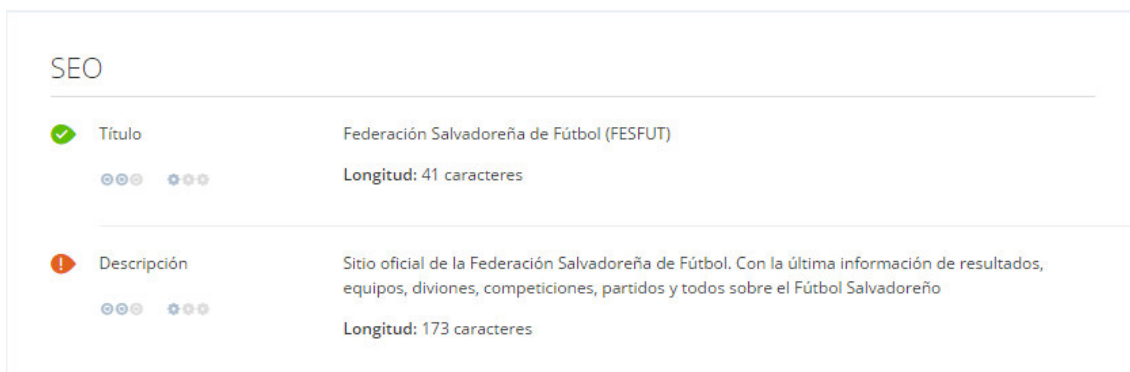 SEO
Título
Federación Salvadoreña de Fútbol (FESFUT)
Longitud: 41 caracteres
Descripción
Sitio oficial de la Federación Salvadoreña de Fútbol. Con la última información de resultados,
equipos, diviones, competiciones, partidos y todos sobre el Fútbol Salvadoreño
Longitud: 173 caracteres